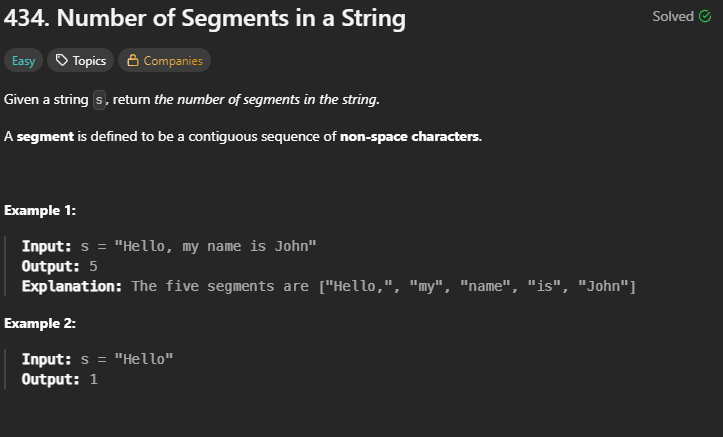 434. Number of Segments in a String
Solved
Easy Topics Companies
Given a string s, return the number of segments in the string.
A segment is defined to be a contiguous sequence of non-space characters.
Example 1:
Input: s = "Hello, my name is John"
Output: 5
Explanation: The five segments are ["Hello,", "my", "name", "is", "John"]
Example 2:
Input: s = "Hello"
Output: 1